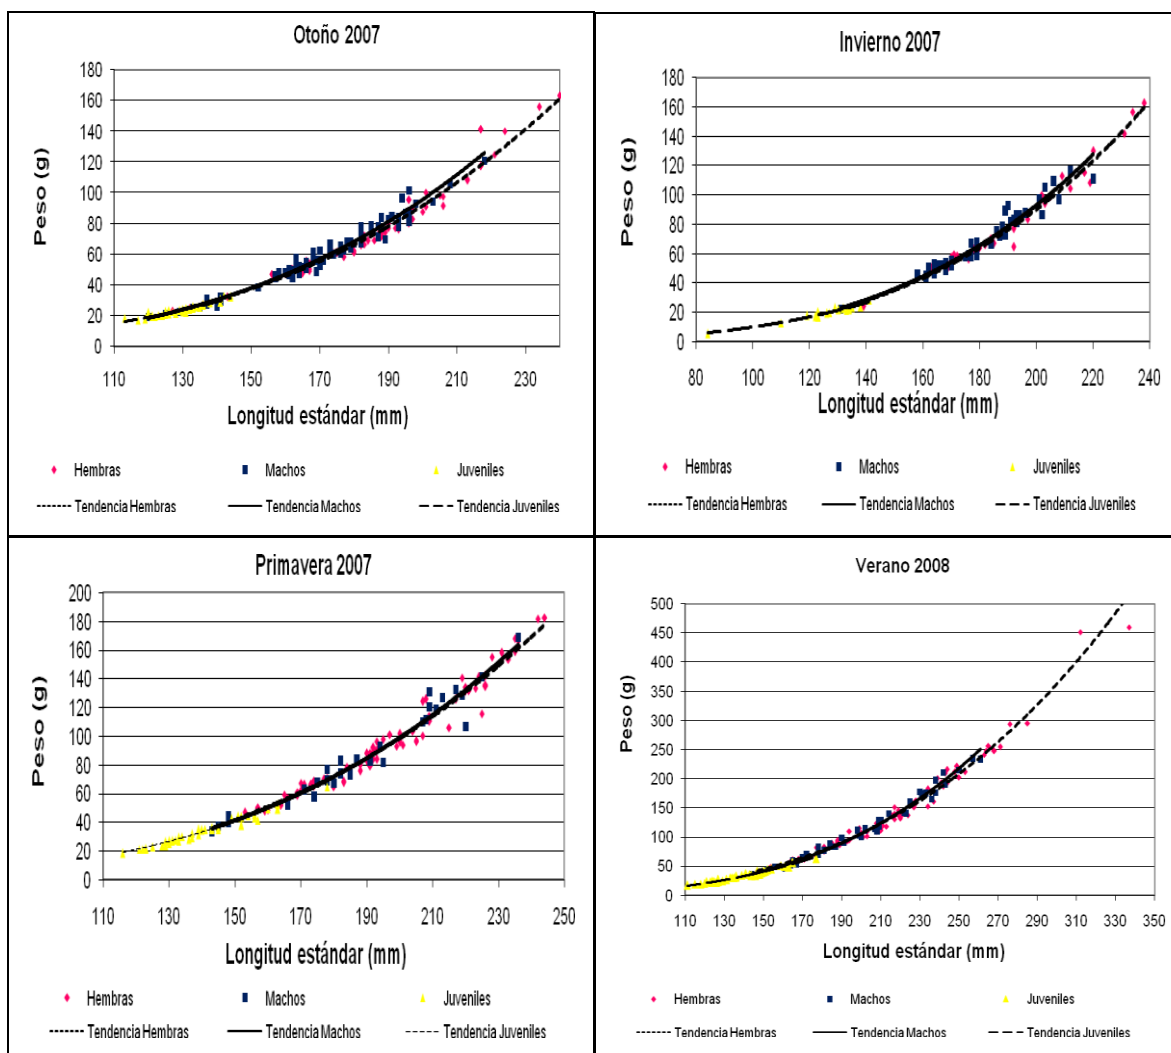 Otoño 2007
180
160
140
120
100
80
60
40
20
0
Peso (g)
110 130 150 170 190 210 230
Longitud estándar (mm)
Hembras Machos Juveniles
Tendencia Hembras Tendencia Machos Tendencia Juveniles
Invierno 2007
180
160
140
120
100
80
60
40
20
0
Peso (g)
80 100 120 140 160 180 200 220 240
Longitud estándar (mm)
Hembras Machos Juveniles
Tendencia Hembras Tendencia Machos Tendencia Juveniles
Primavera 2007
200
180
160
140
120
100
80
60
40
20
0
Peso (g)
110 130 150 170 190 210 230 250
Longitud estándar (mm)
Hembras Machos Juveniles
Tendencia Hembras Tendencia Machos Tendencia Juveniles
Verano 2008
500
450
400
350
300
250
200
150
100
50
0
Peso (g)
110 130 150 170 190 210 230 250 270 290 310 330 350
Longitud estándar (mm)
Hembras Machos Juveniles
Tendencia Hembras Tendencia Machos Tendencia Juveniles